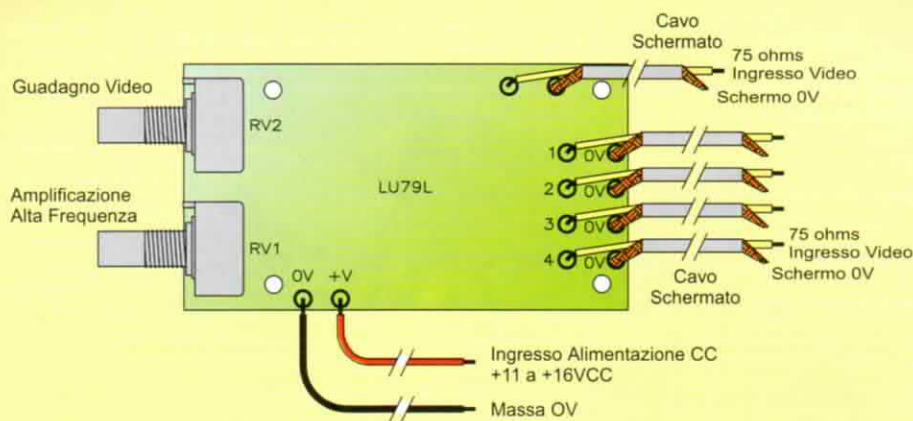 Cavo
Schermato
75 ohms
Ingresso Video
Schermo 0V
Guadagno Video
RV2
1
0V
2
0V
LU79L
Amplificazione
Alta Frequenza
3
0V
RV1
4
0V
75 ohms
Ingresso Video
Schermo 0V
Cavo
Schermato
0V
+V
Ingresso Alimentazione CC
+11 a +16VCC
Massa OV